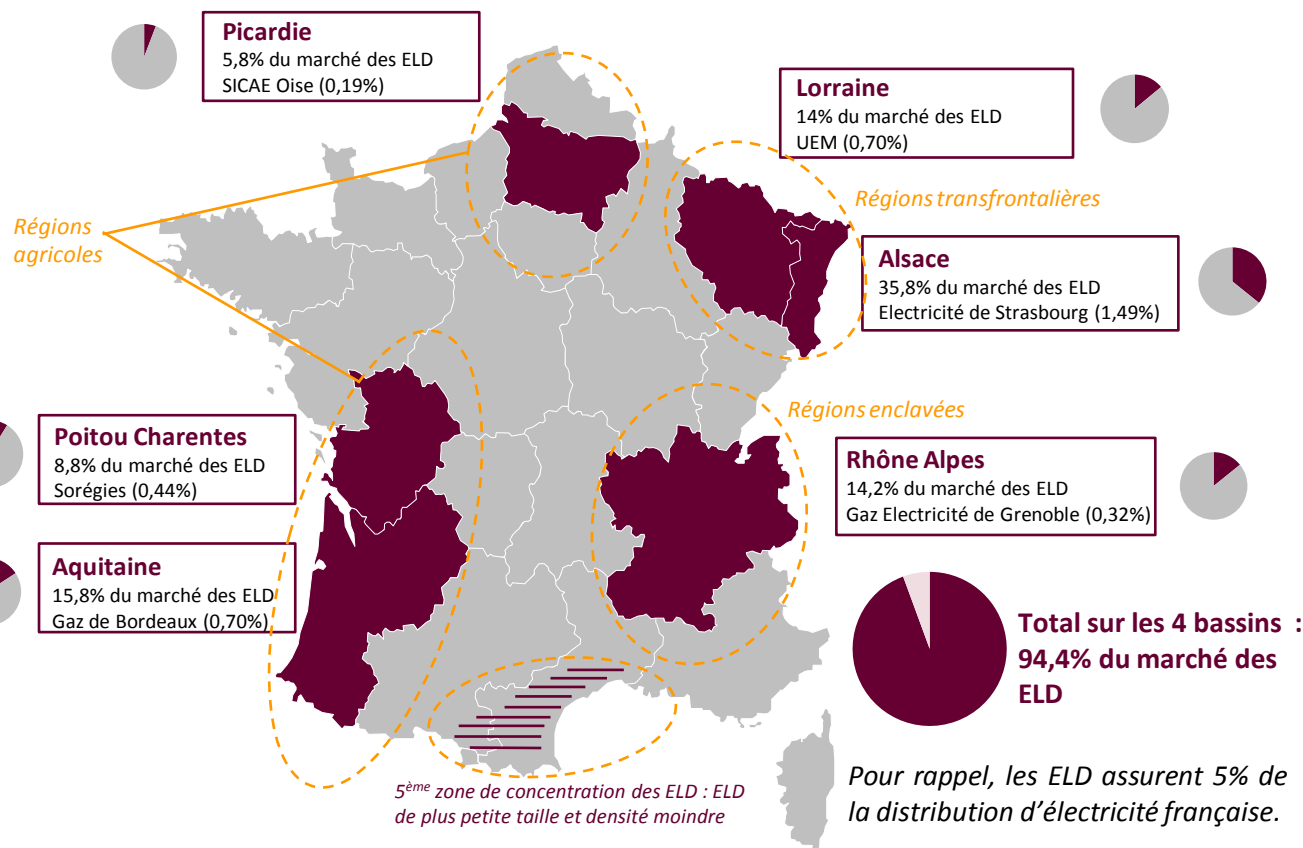 Picardie
5,8% du marché des ELD
SICAE Oise (0,19%)
Lorraine
14% du marché des ELD
UEM (0,70%)
Régions transfrontalières
Régions
agricoles
Alsace
35,8% du marché des ELD
Electricité de Strasbourg (1,49%)
Régions enclavées
Poitou Charentes
8,8% du marché des ELD
Sorégies (0,44%)
Rhône Alpes
14,2% du marché des ELD
Gaz Electricité de Grenoble (0,32%)
Aquitaine
15,8% du marché des ELD
Gaz de Bordeaux (0,70%)
Total sur les 4 bassins :
94,4% du marché des
ELD
5ème zone de concentration des ELD : ELD
de plus petite taille et densité moindre
Pour rappel, les ELD assurent 5% de
la distribution d’électricité française.